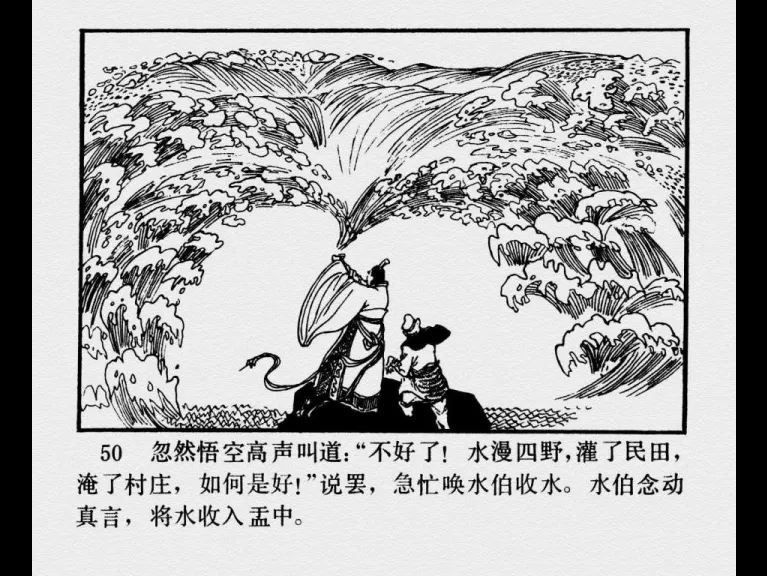 50 忽然悟空高声叫道:“不好了! 水漫四野,灌了民田,
淹了村庄, 如何是好!”说罢, 急忙唤水伯收水。水伯念动
真言, 将水收入盂中。